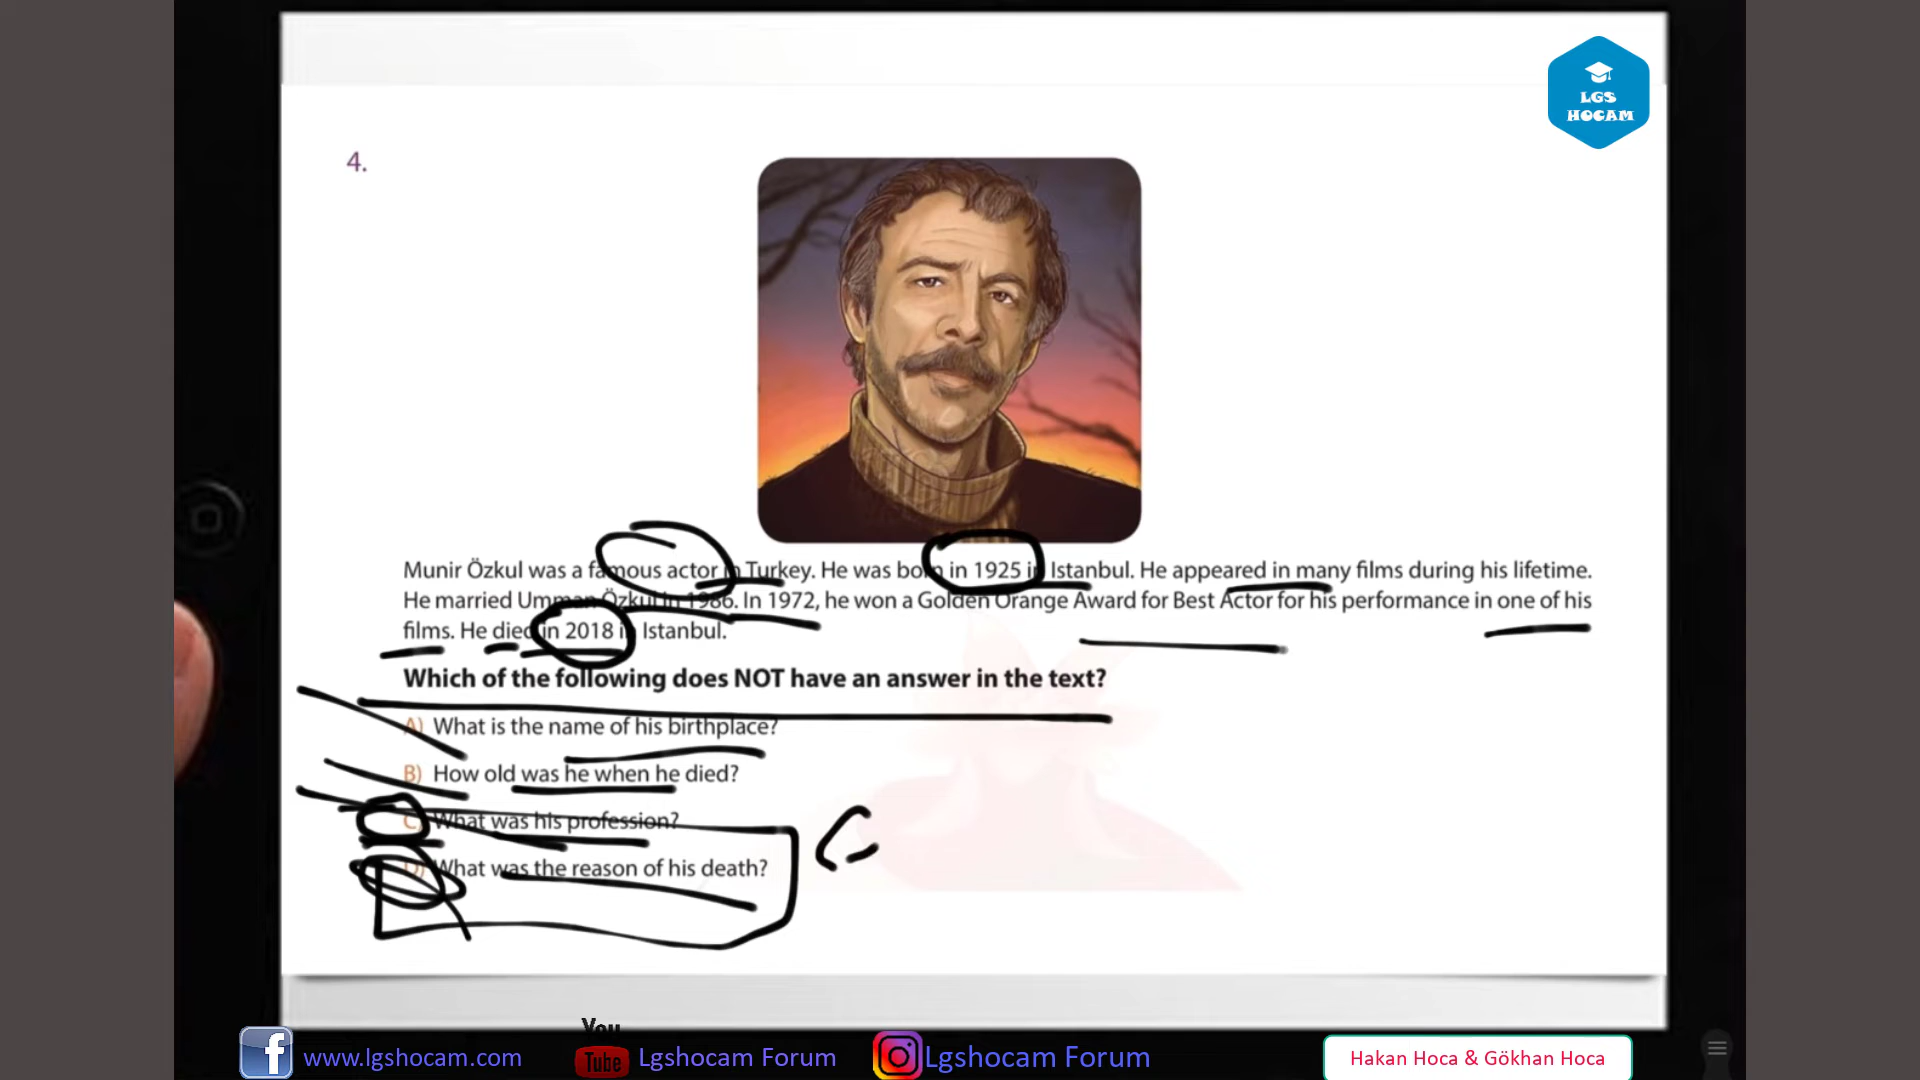 LGS
HOCAM
4.
Munir Özkul was a famous actor in Turkey. He was born in 1925 in Istanbul. He appeared in many films during his lifetime.
He married Umman Özkul in 1986. In 1972, he won a Golden Orange Award for Best Actor for his performance in one of his
films. He died in 2018 in Istanbul.
Which of the following does NOT have an answer in the text?
A) What is the name of his birthplace?
B) How old was he when he died?
C) What was his profession?
D) What was the reason of his death?
www.lgshocam.com
You
Tube
Lgshocam Forum
Lgshocam Forum
Hakan Hoca & Gökhan Hoca